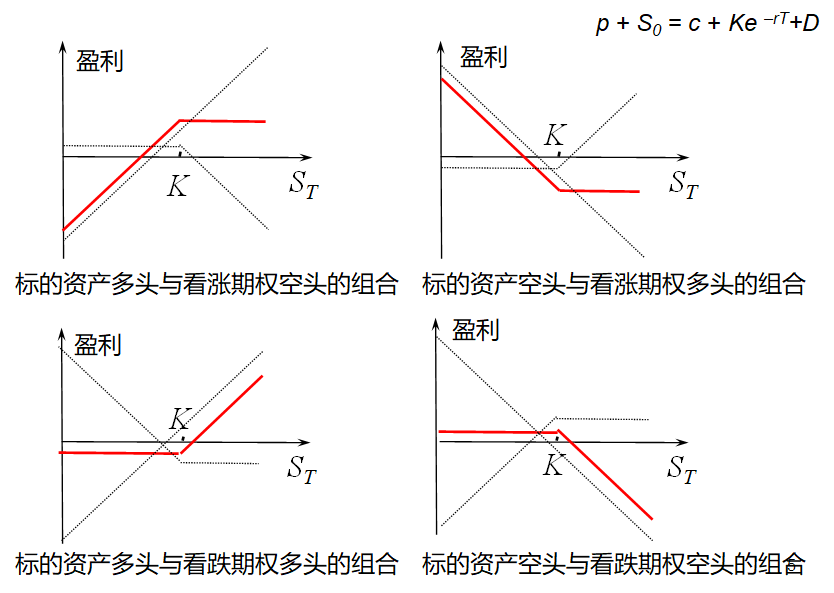 p + S₀ = c + Ke ⁻ʳᵀ+D
盈利
K
S_T
标的资产多头与看涨期权空头的组合
盈利
K
S_T
标的资产空头与看涨期权多头的组合
盈利
K
S_T
标的资产多头与看跌期权多头的组合
盈利
K
S_T
标的资产空头与看跌期权空头的组合